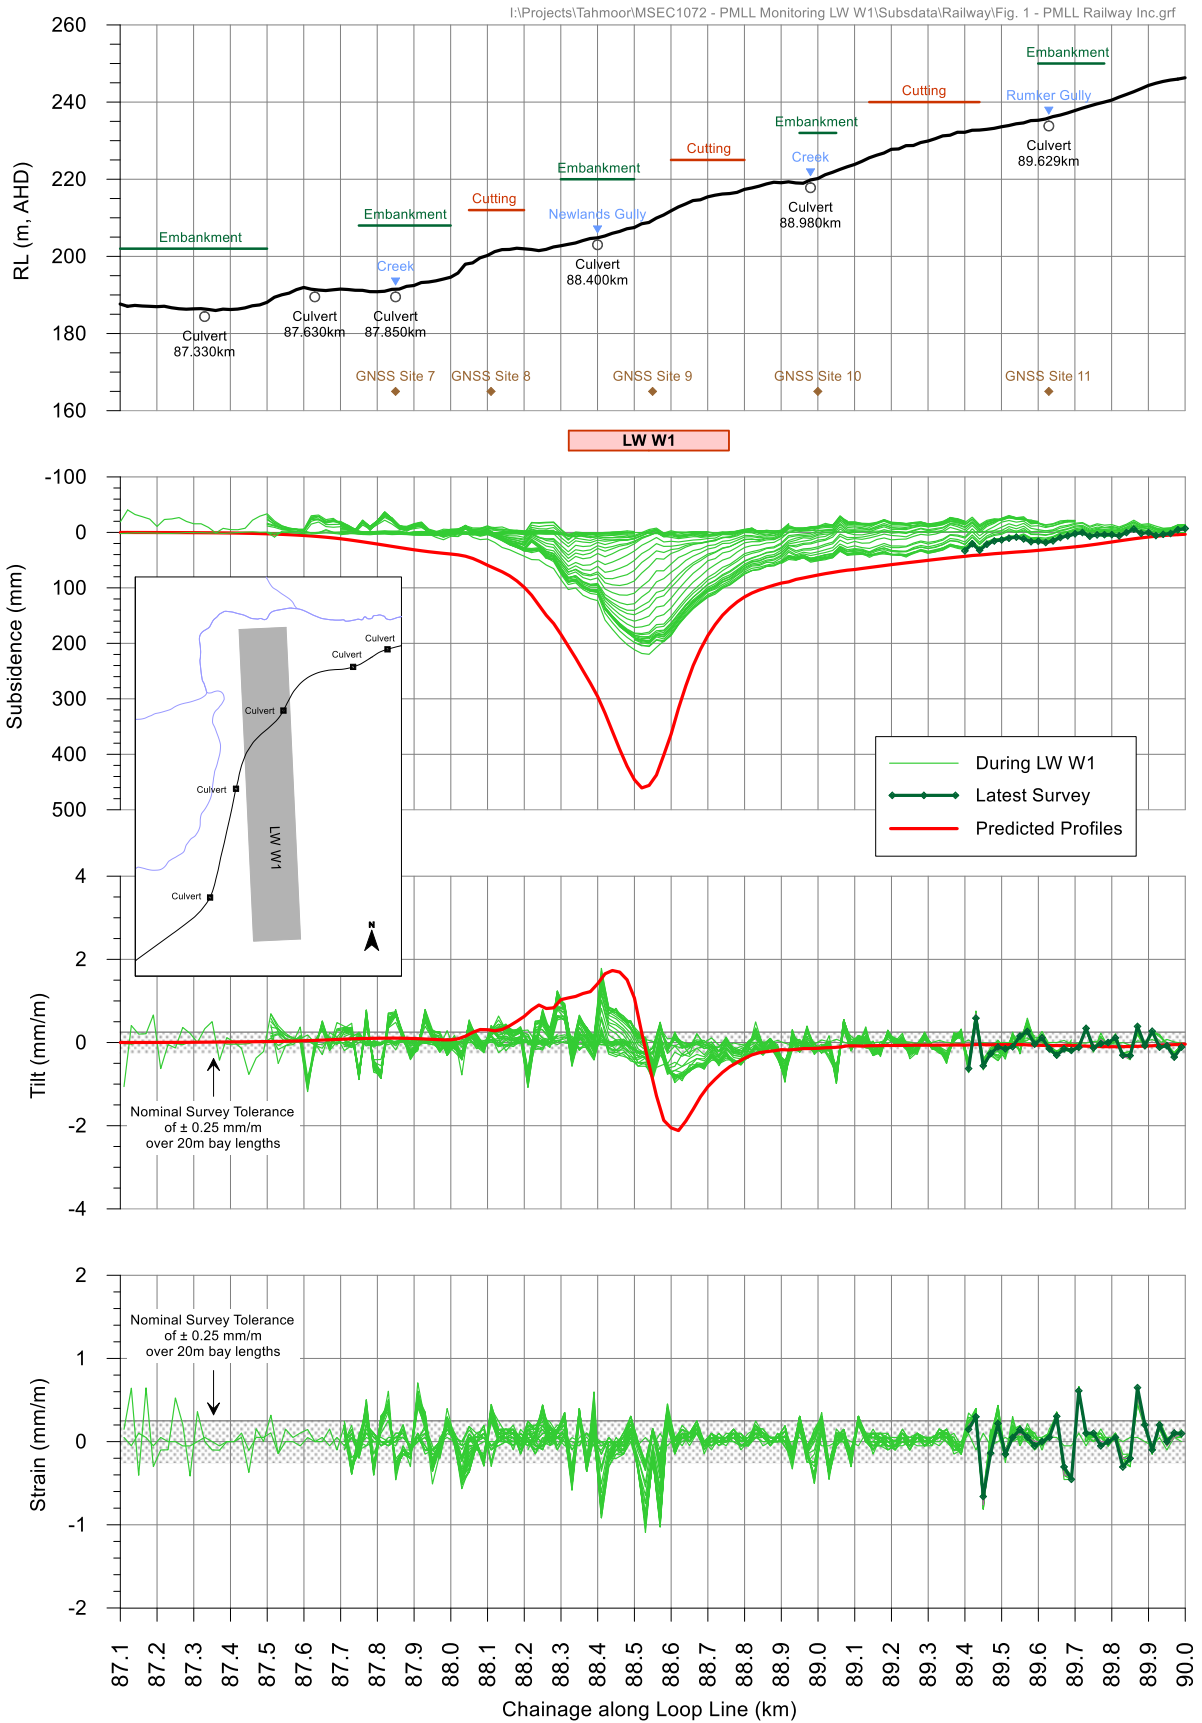 I:\Projects\Tahmoor\MSEC1072 - PMLL Monitoring LW W1\Subsdata\Railway\Fig. 1 - PMLL Railway Inc.grf
260
240
220
200
180
160
RL (m, AHD)
Embankment
Embankment
Cutting
Embankment
Cutting
Embankment
Cutting
Embankment
Creek
Newlands Gully
Creek
Rumker Gully
Culvert
87.330km
Culvert
87.630km
Culvert
87.850km
Culvert
88.400km
Culvert
88.980km
Culvert
89.629km
GNSS Site 7
GNSS Site 8
GNSS Site 9
GNSS Site 10
GNSS Site 11
LW W1
-100
0
100
200
300
400
500
Subsidence (mm)
Culvert
Culvert
Culvert
Culvert
Culvert
LW W1
N
During LW W1
Latest Survey
Predicted Profiles
4
2
0
-2
-4
Tilt (mm/m)
Nominal Survey Tolerance
of ± 0.25 mm/m
over 20m bay lengths
2
1
0
-1
-2
Strain (mm/m)
Nominal Survey Tolerance
of ± 0.25 mm/m
over 20m bay lengths
87.1
87.2
87.3
87.4
87.5
87.6
87.7
87.8
87.9
88.0
88.1
88.2
88.3
88.4
88.5
88.6
88.7
88.8
88.9
89.0
89.1
89.2
89.3
89.4
89.5
89.6
89.7
89.8
89.9
90.0
Chainage along Loop Line (km)